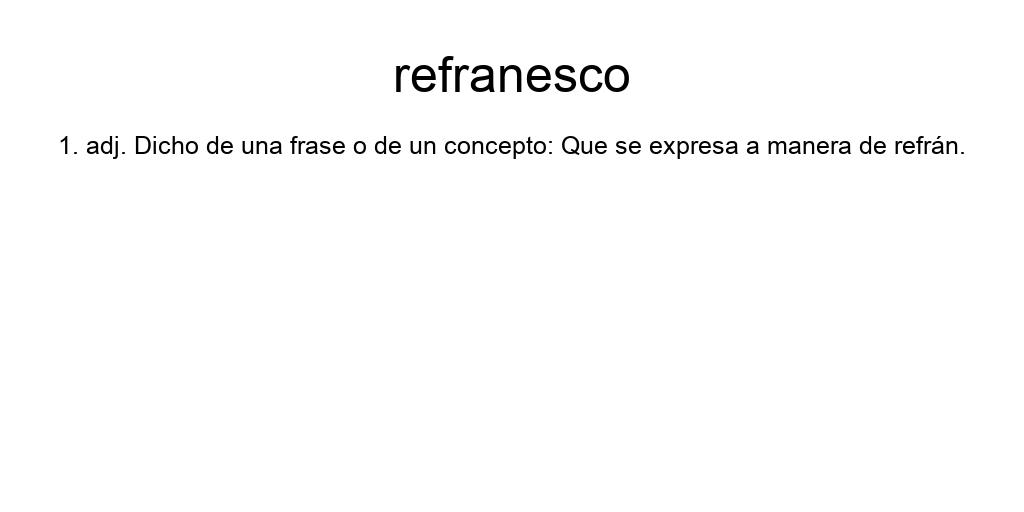 refranesco
1. adj. Dicho de una frase o de un concepto: Que se expresa a manera de refrán.